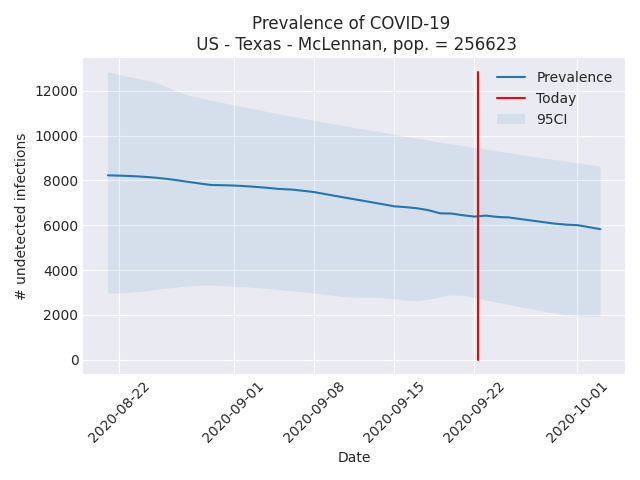 Prevalence of COVID-19
US - Texas - McLennan, pop. = 256623
Prevalence
Today
95CI
12000
10000
8000
6000
4000
2000
0
# undetected infections
2020-08-22
2020-09-01
2020-09-08
2020-09-15
2020-09-22
2020-10-01
Date